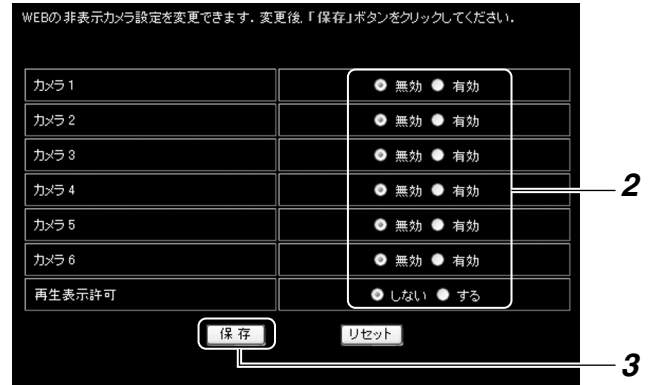 WEBの非表示カメラ設定を変更できます．変更後，「保存」ボタンをクリックしてください．
カメラ 1 無効 有効
カメラ 2 無効 有効
カメラ 3 無効 有効
カメラ 4 無効 有効
2
カメラ 5 無効 有効
カメラ 6 無効 有効
再生表示許可 しない する
保存 リセット
3